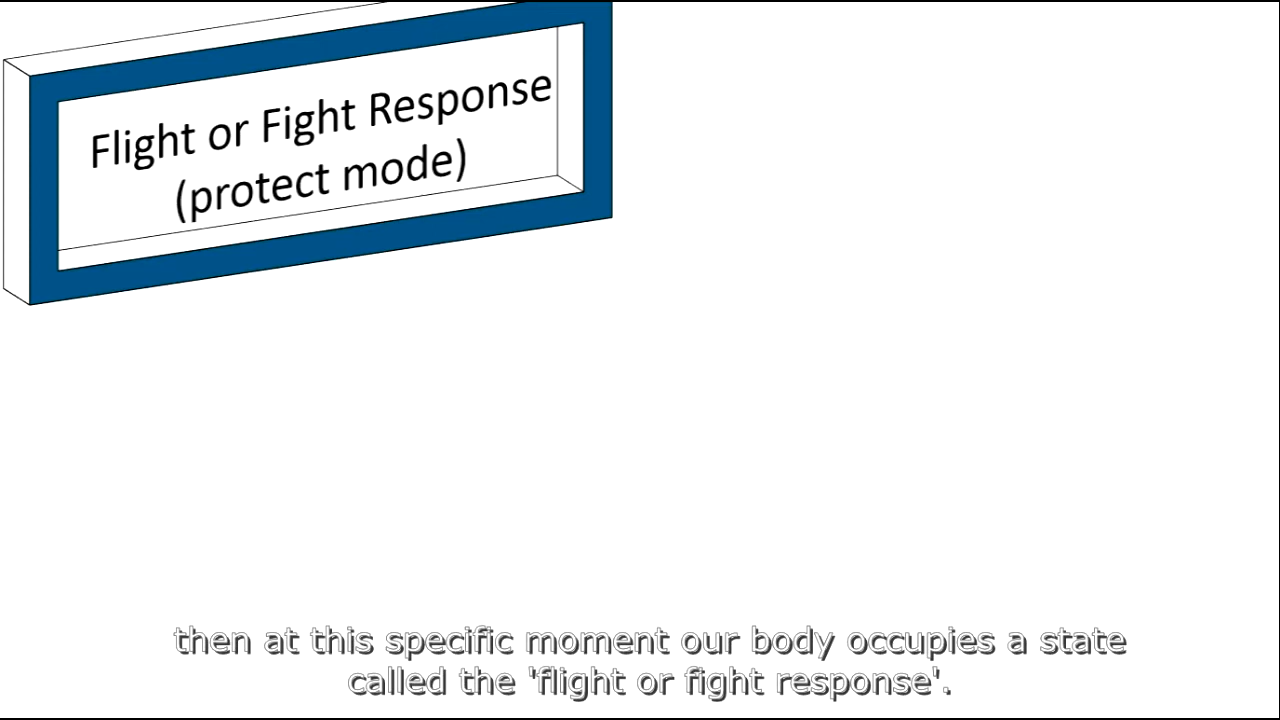 Flight or Fight Response
(protect mode)
then at this specific moment our body occupies a state
called the 'flight or fight response'.